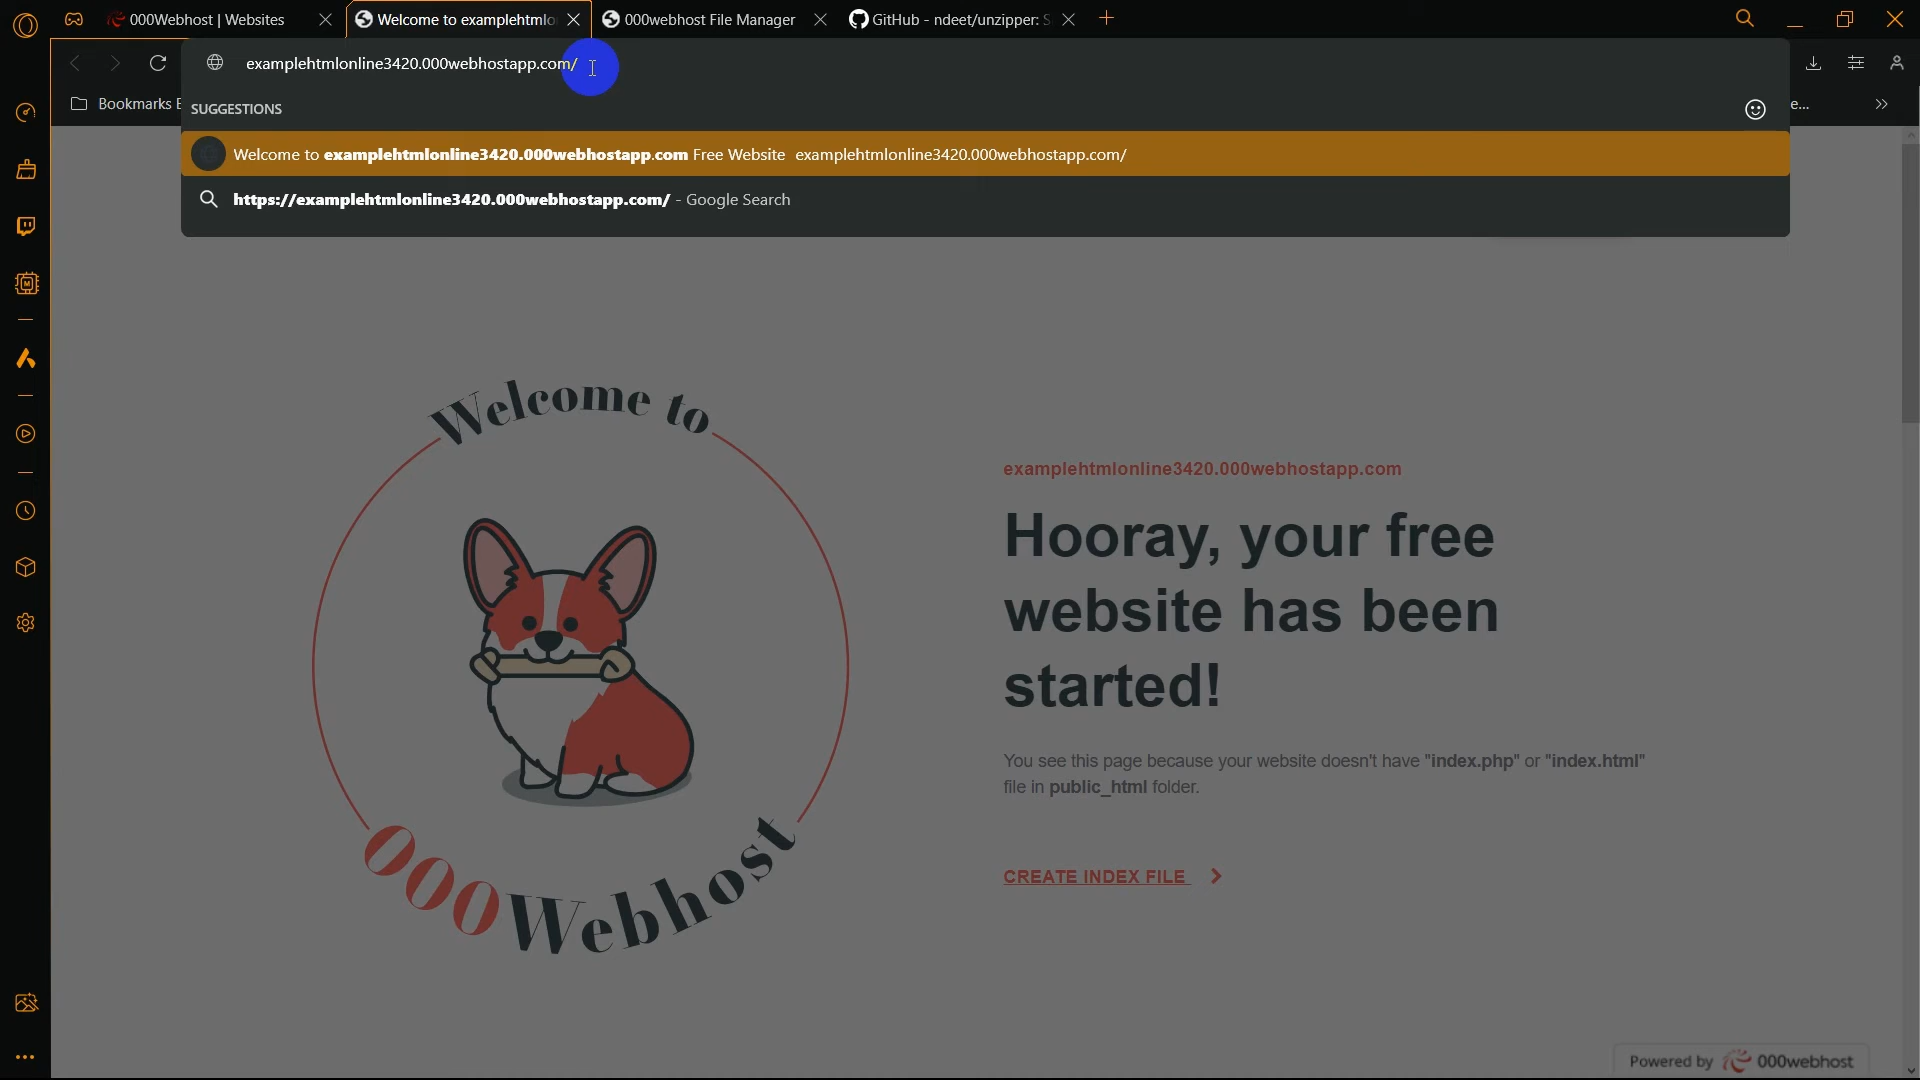 000Webhost | Websites
Welcome to examplehtmlo
000webhost File Manager
GitHub - ndeet/unzipper: S
examplehtmlonline3420.000webhostapp.com/
Bookmarks
e...
SUGGESTIONS
Welcome to examplehtmlonline3420.000webhostapp.com Free Website examplehtmlonline3420.000webhostapp.com/
https://examplehtmlonline3420.000webhostapp.com/ - Google Search
Welcome to
000Webhost
examplehtmlonline3420.000webhostapp.com
Hooray, your free
website has been
started!
You see this page because your website doesn't have "index.php" or "index.html"
file in public_html folder.
CREATE INDEX FILE
Powered by 000webhost